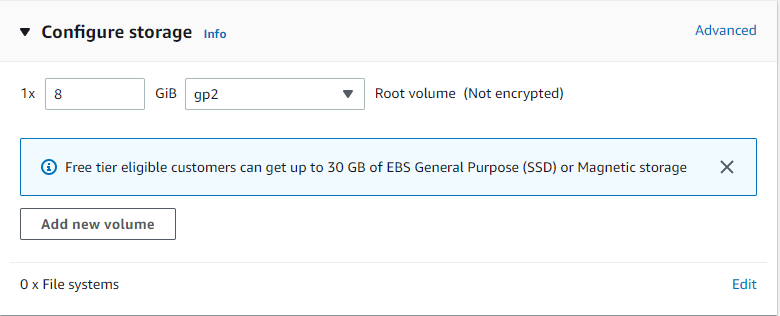 Configure storage Info Advanced
1x 8 GiB gp2 Root volume (Not encrypted)
Free tier eligible customers can get up to 30 GB of EBS General Purpose (SSD) or Magnetic storage
Add new volume
0 x File systems Edit